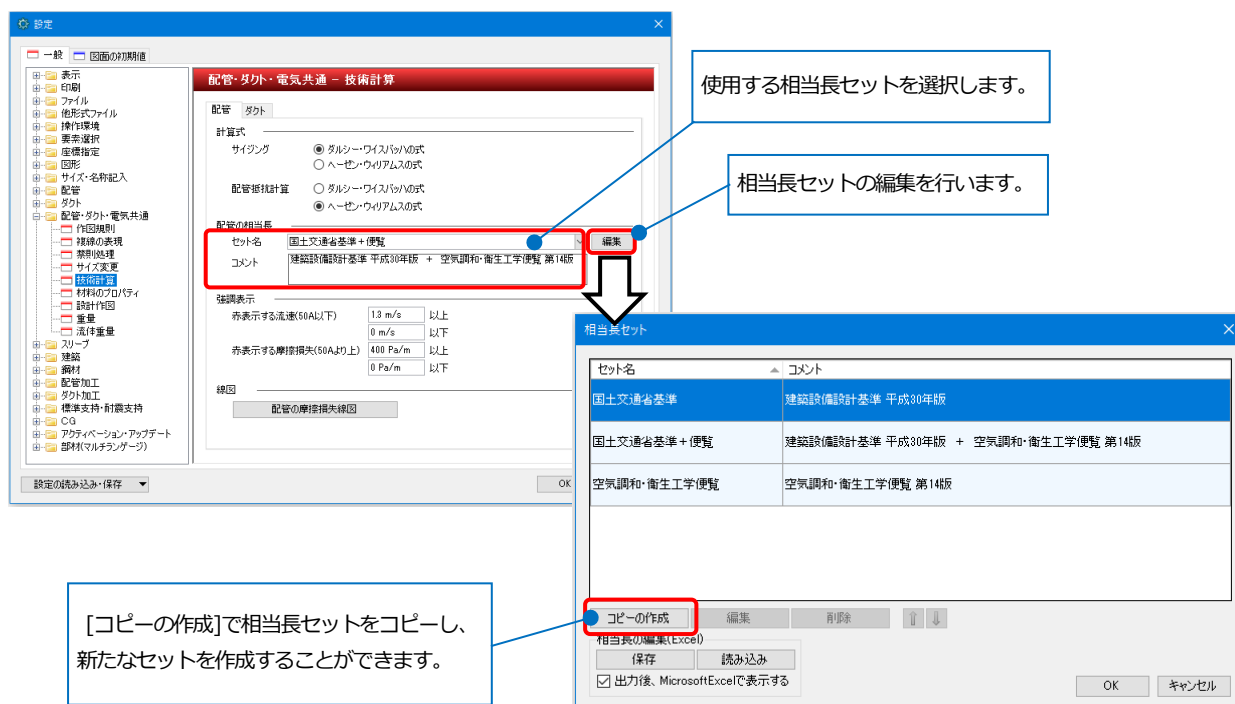 設定
一般
図面の初期値
表示
印刷
ファイル
他形式ファイル
操作環境
要素選択
座標指定
図形
サイズ・名称記入
配管
ダクト
配管・ダクト・電気共通
作図規則
複線の表現
禁則処理
サイズ変更
技術計算
材料のプロパティ
設計作図
重量
流体重量
スリーブ
建築
鋼材
配管加工
ダクト加工
標準支持・耐震支持
CG
アクティベーション・アップデート
部材(マルチランゲージ)
設定の読み込み・保存
配管・ダクト・電気共通 - 技術計算
配管 ダクト
計算式
サイジング
ダルシー・ワイスバッハの式
ヘーゼン・ウィリアムスの式
配管抵抗計算
ダルシー・ワイスバッハの式
ヘーゼン・ウィリアムスの式
配管の相当長
セット名 国土交通省基準+便覧 編集
コメント 建築設備設計基準 平成30年版 + 空気調和・衛生工学便覧 第14版
強調表示
赤表示する流速(50A以下) 1.3 m/s 以上
0 m/s 以下
赤表示する摩擦損失(50Aより上) 400 Pa/m 以上
0 Pa/m 以下
線図
配管の摩擦損失線図
OK
使用する相当長セットを選択します。
相当長セットの編集を行います。
相当長セット
セット名 コメント
国土交通省基準 建築設備設計基準 平成30年版
国土交通省基準+便覧 建築設備設計基準 平成30年版 + 空気調和・衛生工学便覧 第14版
空気調和・衛生工学便覧 空気調和・衛生工学便覧 第14版
コピーの作成 編集 削除
相当長の編集(Excel)
保存 読み込み
出力後、MicrosoftExcelで表示する
OK キャンセル
[コピーの作成]で相当長セットをコピーし、
新たなセットを作成することができます。